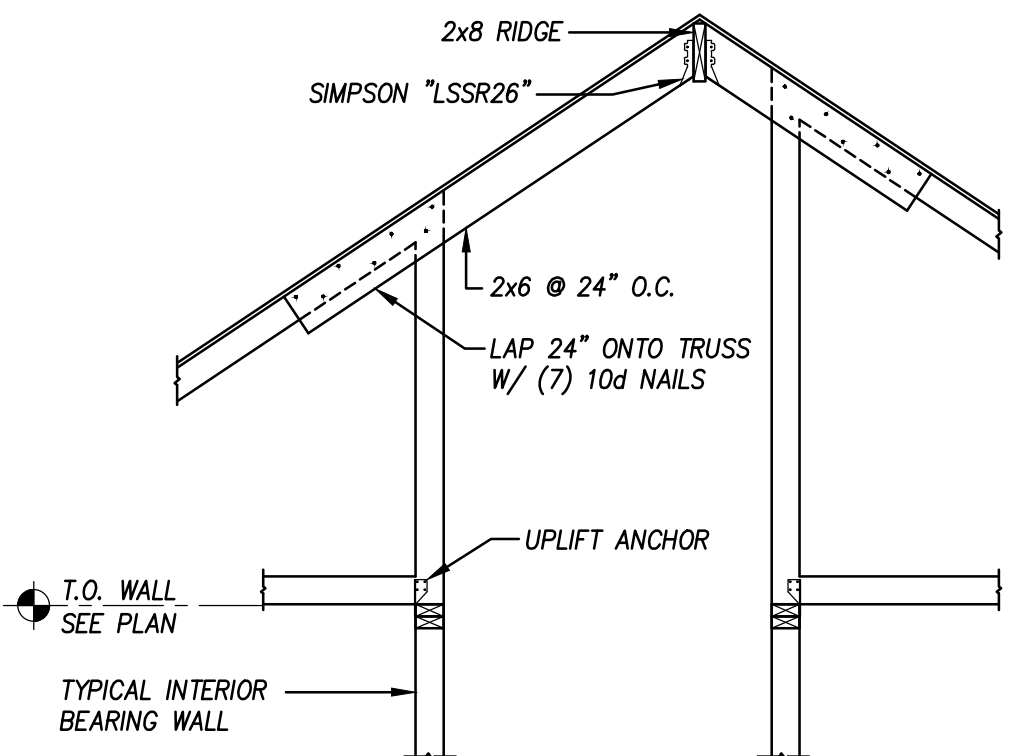 2x8 RIDGE
SIMPSON "LSSR26"
2x6 @ 24" O.C.
LAP 24" ONTO TRUSS
W/ (7) 10d NAILS
UPLIFT ANCHOR
T.O. WALL
SEE PLAN
TYPICAL INTERIOR
BEARING WALL